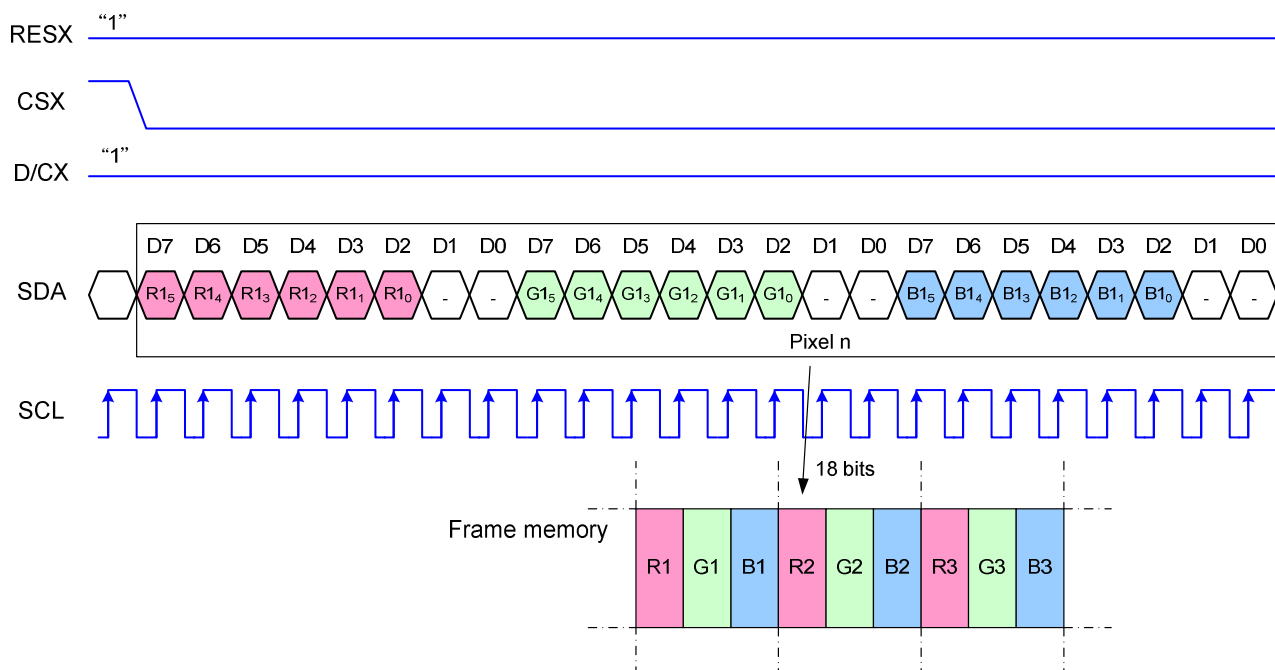 “1”
RESX
CSX
“1”
D/CX
D7 D6 D5 D4 D3 D2 D1 D0 D7 D6 D5 D4 D3 D2 D1 D0 D7 D6 D5 D4 D3 D2 D1 D0
SDA R1₅ R1₄ R1₃ R1₂ R1₁ R1₀ - - G1₅ G1₄ G1₃ G1₂ G1₁ G1₀ - - B1₅ B1₄ B1₃ B1₂ B1₁ B1₀ - -
Pixel n
SCL
18 bits
Frame memory
R1 G1 B1 R2 G2 B2 R3 G3 B3